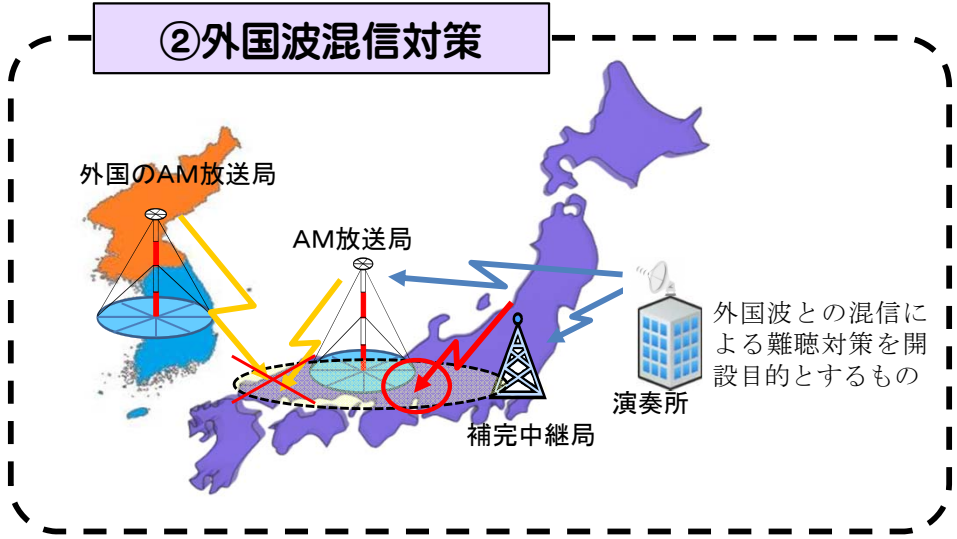 ②外国波混信対策
外国のAM放送局
AM放送局
外国波との混信に
よる難聴対策を開
設目的とするもの
演奏所
補完中継局